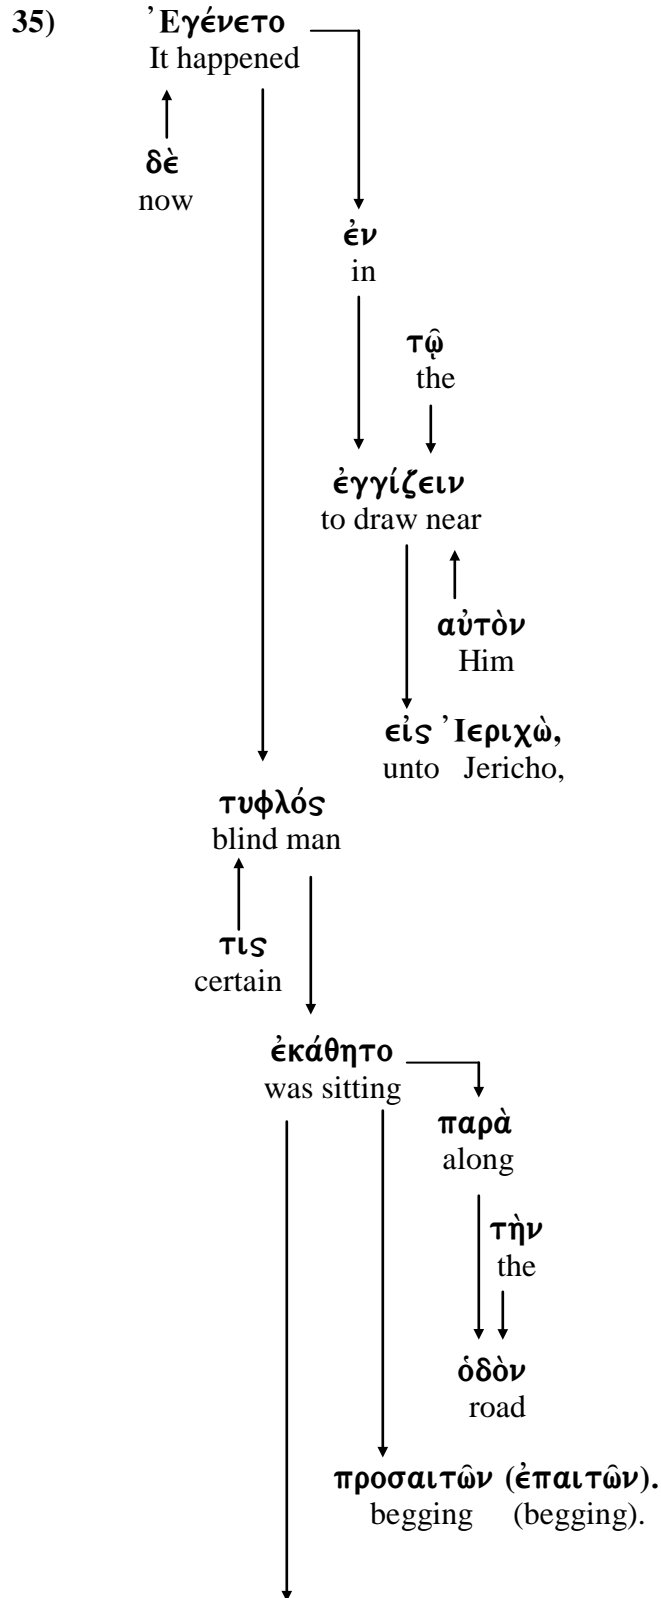 35) Ἐγένετο
It happened
δὲ
now
ἐν
in
τῷ
the
ἐγγίζειν
to draw near
αὐτὸν
Him
εἰς Ἰεριχὼ,
unto Jericho,
τυφλός
blind man
τις
certain
ἐκάθητο
was sitting
παρὰ
along
τὴν
the
ὁδὸν
road
προσαιτῶν (ἐπαιτῶν).
begging (begging).